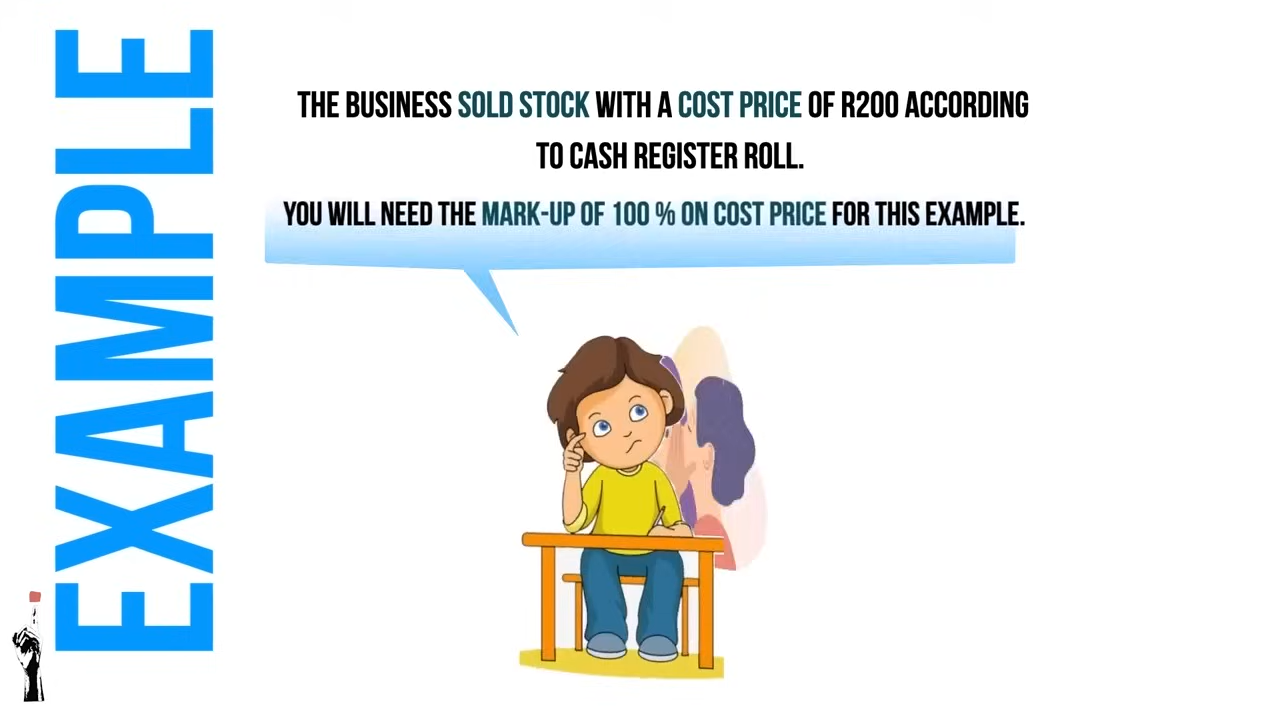 EXAMPLE
THE BUSINESS SOLD STOCK WITH A COST PRICE OF R200 ACCORDING
TO CASH REGISTER ROLL.
YOU WILL NEED THE MARK-UP OF 100 % ON COST PRICE FOR THIS EXAMPLE.